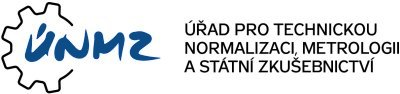 ÚNMZ
ÚŘAD PRO TECHNICKOU
NORMALIZACI, METROLOGII
A STÁTNÍ ZKUŠEBNICTVÍ